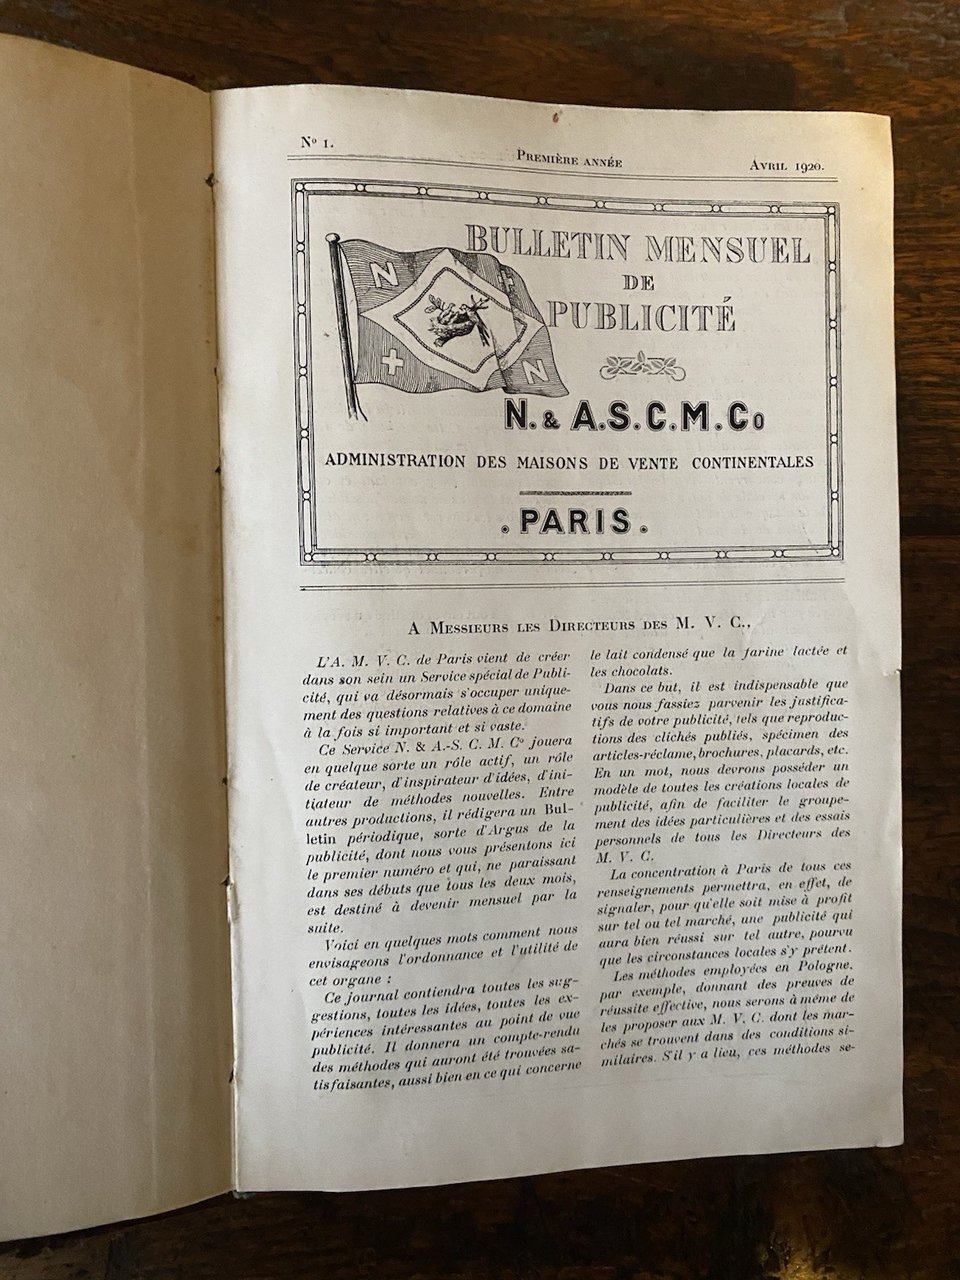 Nº 1.
PREMIÈRE ANNÉE
AVRIL 1920.
N
N
BULLETIN MENSUEL
DE
PUBLICITÉ
N. & A.S.C.M.Co
ADMINISTRATION DES MAISONS DE VENTE CONTINENTALES
. PARIS .
A MESSIEURS LES DIRECTEURS DES M. V. C.,
L'A. M. V. C. de Paris vient de créer
dans son sein un Service spécial de Publi-
cité, qui va désormais s'occuper unique-
ment des questions relatives à ce domaine
à la fois si important et si vaste.
Ce Service N. & A.-S. C. M. Cº jouera
en quelque sorte un rôle actif, un rôle
de créateur, d'inspirateur d'idées, d'ini-
tiateur de méthodes nouvelles. Entre
autres productions, il rédigera un Bul-
letin périodique, sorte d'Argus de la
publicité, dont nous vous présentons ici
le premier numéro et qui, ne paraissant
dans ses débuts que tous les deux mois,
est destiné à devenir mensuel par la
suite.
Voici en quelques mots comment nous
envisageons l'ordonnance et l'utilité de
cet organe :
Ce journal contiendra toutes les sug-
gestions, toutes les idées, toutes les ex-
périences intéressantes au point de vue
publicité. Il donnera un compte-rendu
des méthodes qui auront été trouvées sa-
tisfaisantes, aussi bien en ce qui concerne
le lait condensé que la farine lactée et
les chocolats.
Dans ce but, il est indispensable que
vous nous fassiez parvenir les justifica-
tifs de votre publicité, tels que reproduc-
tions des clichés publiés, spécimen des
articles-réclame, brochures, placards, etc.
En un mot, nous devrons posséder un
modèle de toutes les créations locales de
publicité, afin de faciliter le groupe-
ment des idées particulières et des essais
personnels de tous les Directeurs des
M. V. C.
La concentration à Paris de tous ces
renseignements permettra, en effet, de
signaler, pour qu'elle soit mise à profit
sur tel ou tel marché, une publicité qui
aura bien réussi sur tel autre, pourvu
que les circonstances locales s'y prêtent.
Les méthodes employées en Pologne,
par exemple, donnant des preuves de
réussite effective, nous serons à même de
les proposer aux M. V. C. dont les mar-
chés se trouvent dans des conditions si-
milaires. S'il y a lieu, ces méthodes se-